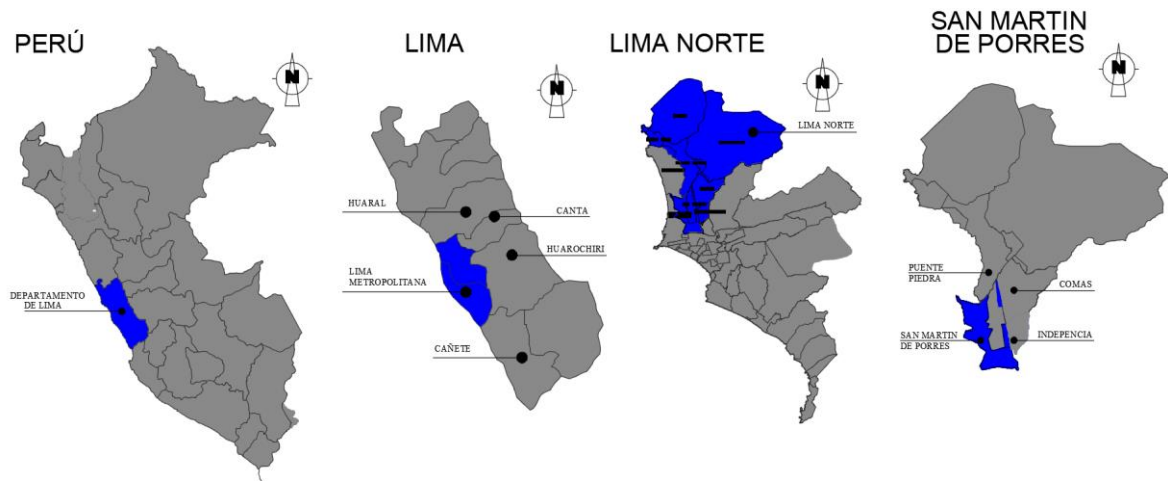 PERÚ
N
DEPARTAMENTO
DE LIMA
LIMA
N
HUARAL
CANTA
HUAROCHIRI
LIMA
METROPOLITANA
CAÑETE
LIMA NORTE
N
LIMA NORTE
SAN MARTIN
DE PORRES
N
PUENTE
PIEDRA
COMAS
SAN MARTIN
DE PORRES
INDEPENCIA